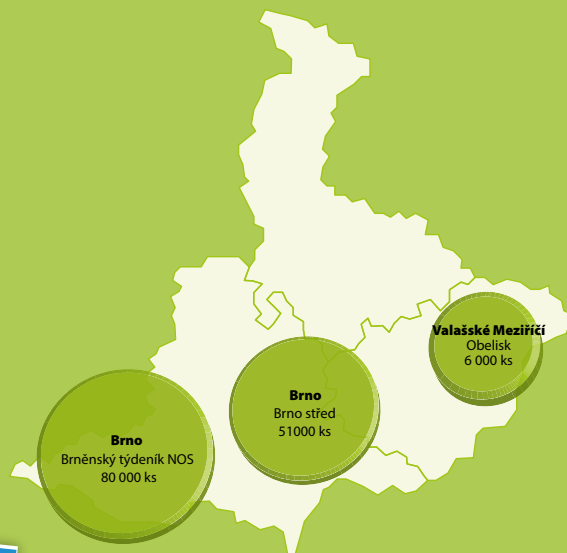 Valašské Meziříčí
Obelisk
6 000 ks
Brno
Brno střed
51000 ks
Brno
Brněnský týdeník NOS
80 000 ks